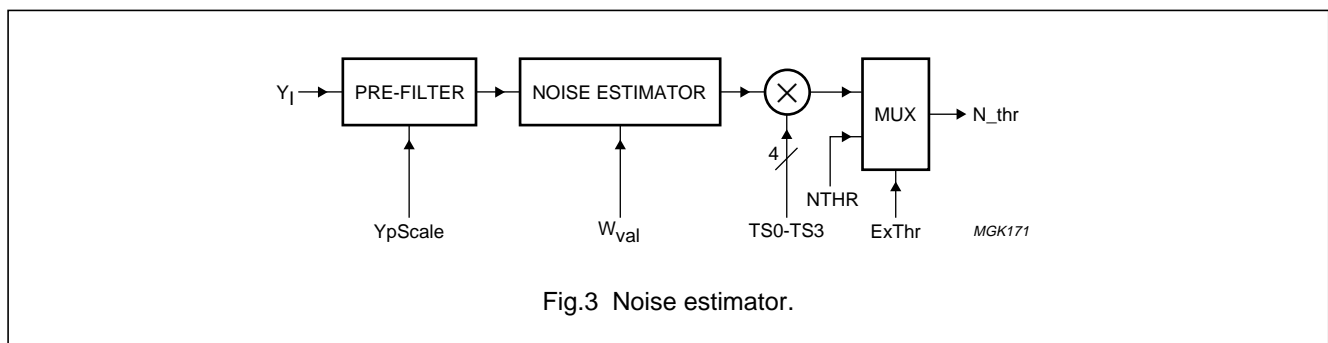 Y_I
PRE-FILTER
NOISE ESTIMATOR
MUX
N_thr
4
NTHR
YpScale
W_val
TS0-TS3
ExThr
MGK171
Fig.3 Noise estimator.